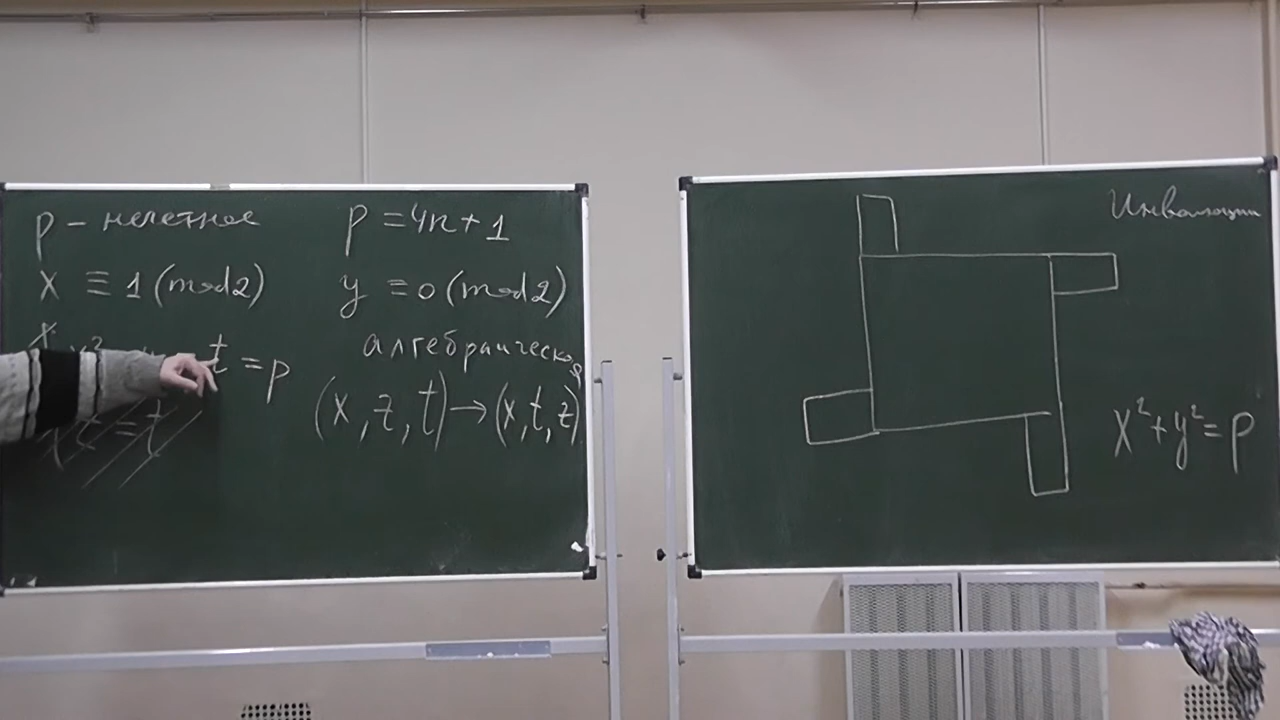 p - нечетное
x ≡ 1 (mod 2)
t = p
p = 4n + 1
y ≡ 0 (mod 2)
алгебраическая
(x, z, t) → (x, t, z)
Инволюции
x² + y² = p